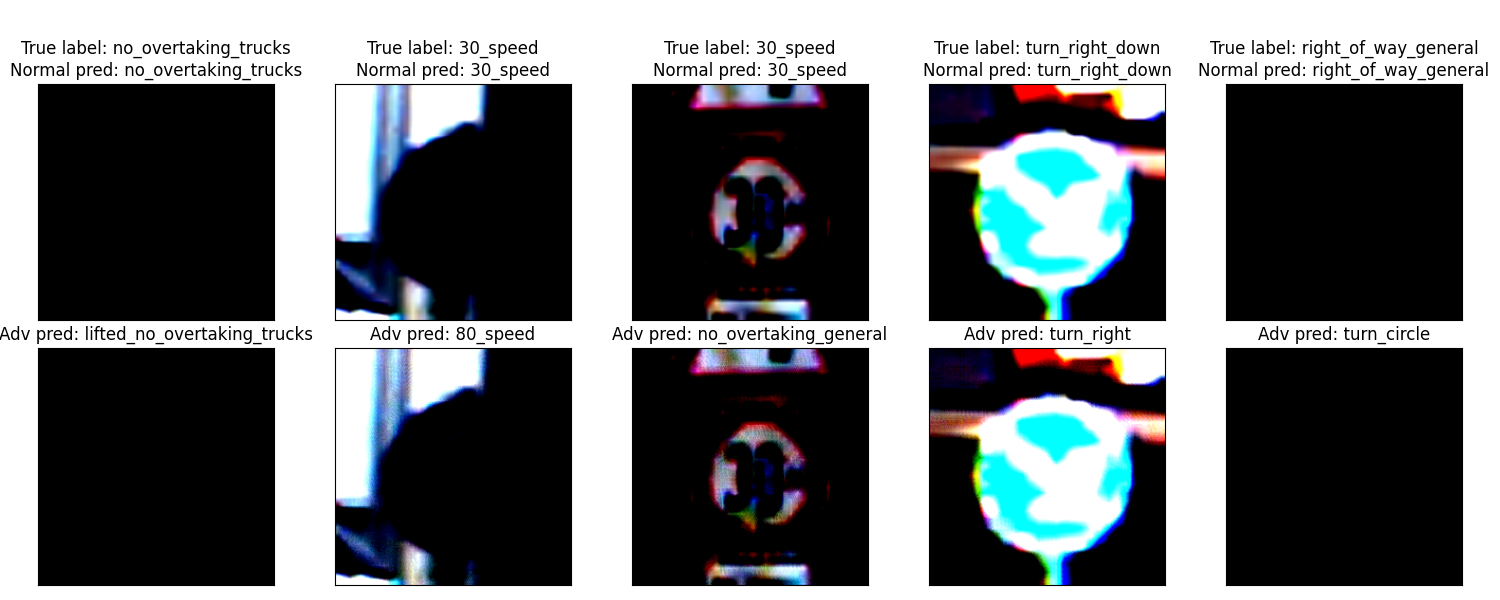 True label: no_overtaking_trucks
Normal pred: no_overtaking_trucks
True label: 30_speed
Normal pred: 30_speed
True label: 30_speed
Normal pred: 30_speed
True label: turn_right_down
Normal pred: turn_right_down
True label: right_of_way_general
Normal pred: right_of_way_general
Adv pred: lifted_no_overtaking_trucks
Adv pred: 80_speed
Adv pred: no_overtaking_general
Adv pred: turn_right
Adv pred: turn_circle